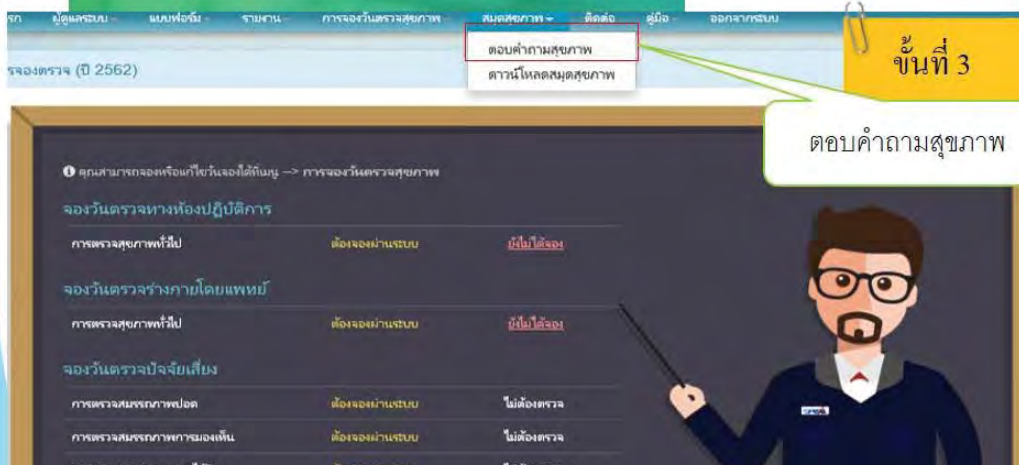 ผู้ดูแลระบบ แบบฟอร์ม รายงาน การจองวันตรวจสุขภาพ สมุดสุขภาพ ติดต่อ คู่มือ ออกจากระบบ
ตอบคำถามสุขภาพ
ดาวน์โหลดสมุดสุขภาพ
รจองตรวจ (ปี 2562)
ขั้นที่ 3
ตอบคำถามสุขภาพ
คุณสามารถจองหรือแก้ไขวันจองได้ที่เมนู --> การจองวันตรวจสุขภาพ
จองวันตรวจทางห้องปฏิบัติการ
การตรวจสุขภาพทั่วไป ต้องจองผ่านระบบ ยังไม่ได้จอง
จองวันตรวจร่างกายโดยแพทย์
การตรวจสุขภาพทั่วไป ต้องจองผ่านระบบ ยังไม่ได้จอง
จองวันตรวจปัจจัยเสี่ยง
การตรวจสมรรถภาพปอด ต้องจองผ่านระบบ ไม่ต้องตรวจ
การตรวจสมรรถภาพการมองเห็น ต้องจองผ่านระบบ ไม่ต้องตรวจ